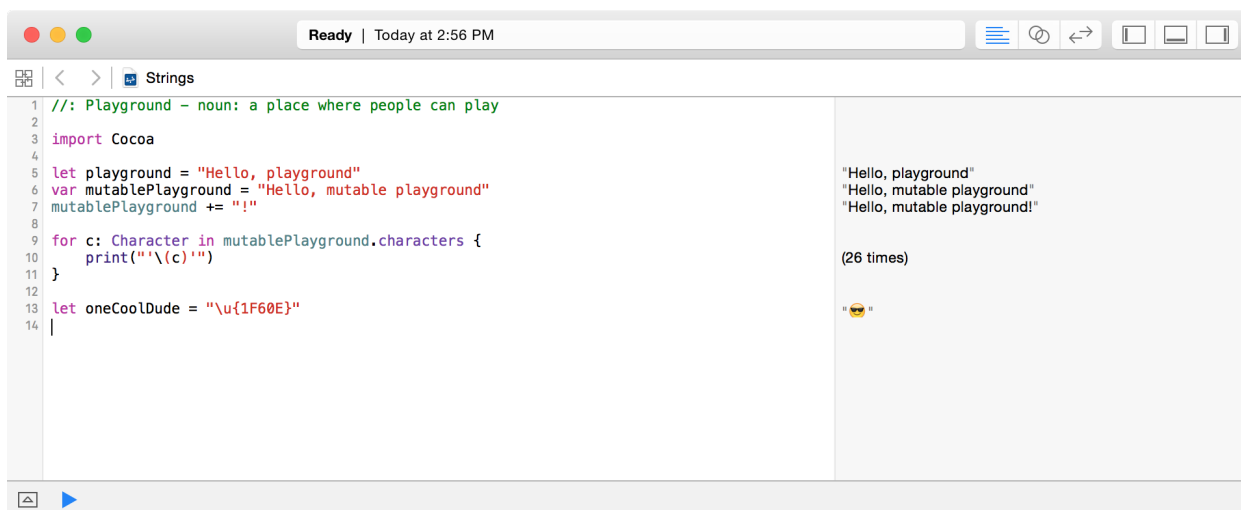 Ready | Today at 2:56 PM
Strings
1 //: Playground – noun: a place where people can play
2
3 import Cocoa
4
5 let playground = "Hello, playground" "Hello, playground"
6 var mutablePlayground = "Hello, mutable playground" "Hello, mutable playground"
7 mutablePlayground += "!" "Hello, mutable playground!"
8
9 for c: Character in mutablePlayground.characters {
10 print("'\(c)'") (26 times)
11 }
12
13 let oneCoolDude = "\u{1F60E}" "😎"
14